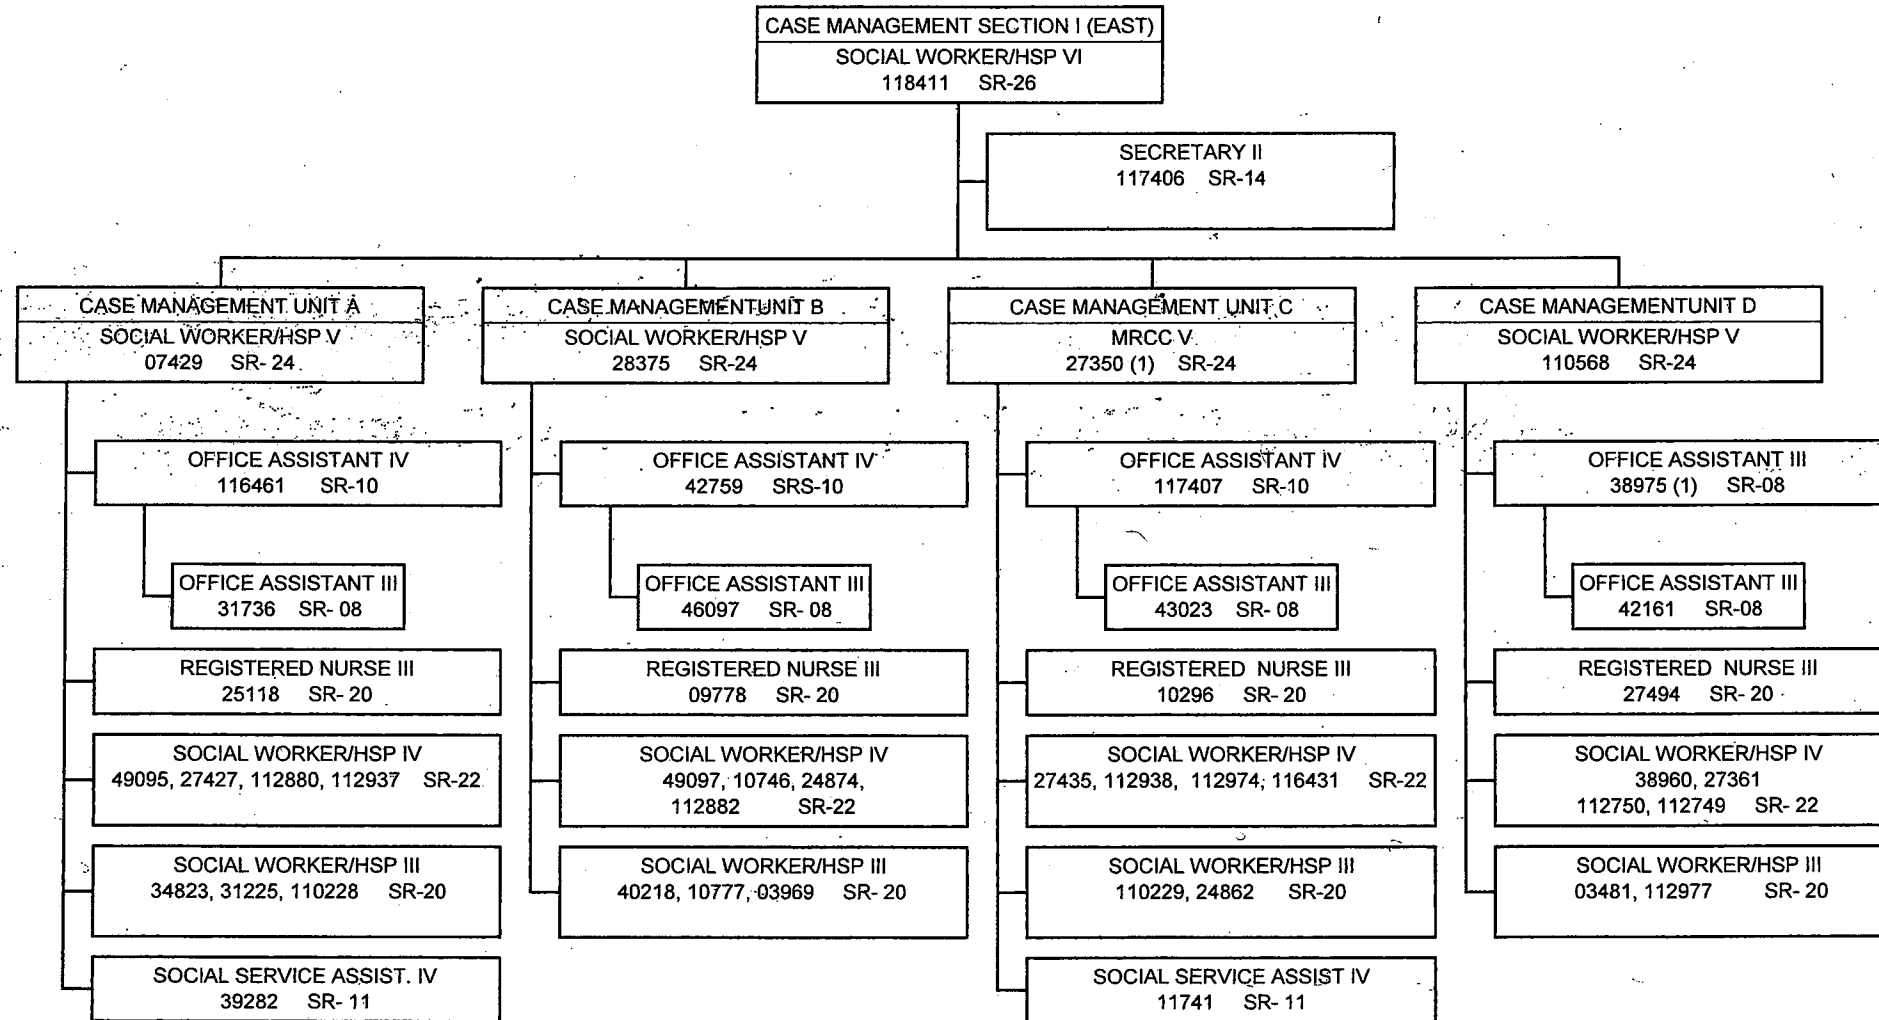 CASE MANAGEMENT SECTION I (EAST)
SOCIAL WORKER/HSP VI
118411 SR-26
SECRETARY II
117406 SR-14
CASE MANAGEMENT UNIT A
SOCIAL WORKER/HSP V
07429 SR- 24
OFFICE ASSISTANT IV
116461 SR-10
OFFICE ASSISTANT III
31736 SR- 08
REGISTERED NURSE III
25118 SR- 20
SOCIAL WORKER/HSP IV
49095, 27427, 112880, 112937 SR-22
SOCIAL WORKER/HSP III
34823, 31225, 110228 SR-20
SOCIAL SERVICE ASSIST. IV
39282 SR- 11
CASE MANAGEMENTUNIT B
SOCIAL WORKER/HSP V
28375 SR-24
OFFICE ASSISTANT IV
42759 SRS-10
OFFICE ASSISTANT III
46097 SR- 08
REGISTERED NURSE III
09778 SR- 20
SOCIAL WORKER/HSP IV
49097, 10746, 24874,
112882 SR-22
SOCIAL WORKER/HSP III
40218, 10777, 03969 SR- 20
CASE MANAGEMENT UNIT C
MRCC V
27350 (1) SR-24
OFFICE ASSISTANT IV
117407 SR-10
OFFICE ASSISTANT III
43023 SR- 08
REGISTERED NURSE III
10296 SR- 20
SOCIAL WORKER/HSP IV
27435, 112938, 112974, 116431 SR-22
SOCIAL WORKER/HSP III
110229, 24862 SR-20
SOCIAL SERVICE ASSIST IV
11741 SR- 11
CASE MANAGEMENTUNIT D
SOCIAL WORKER/HSP V
110568 SR-24
OFFICE ASSISTANT III
38975 (1) SR-08
OFFICE ASSISTANT III
42161 SR-08
REGISTERED NURSE III
27494 SR- 20
SOCIAL WORKER/HSP IV
38960, 27361
112750, 112749 SR- 22
SOCIAL WORKER/HSP III
03481, 112977 SR- 20